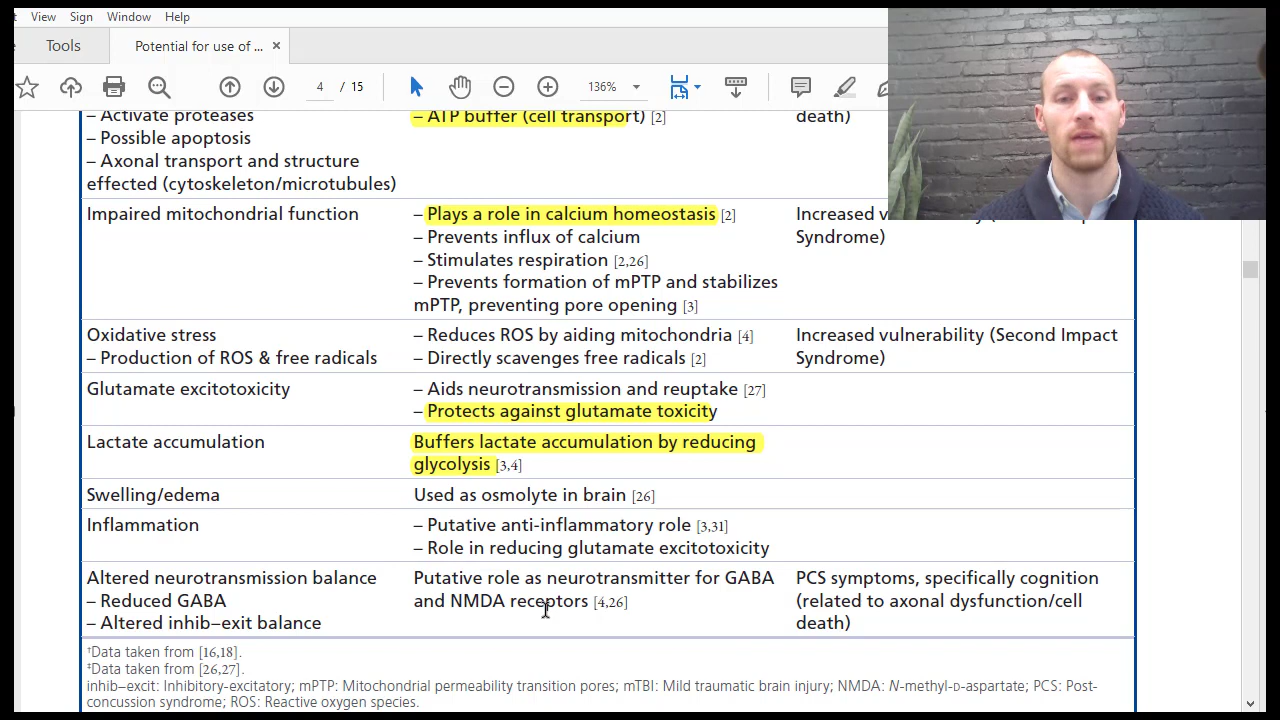 View Sign Window Help
Tools Potential for use of ... ×
4 / 15 136%
– Activate proteases – ATP buffer (cell transport) [2] death)
– Possible apoptosis
– Axonal transport and structure
effected (cytoskeleton/microtubules)
Impaired mitochondrial function – Plays a role in calcium homeostasis [2] Increased
– Prevents influx of calcium Syndrome)
– Stimulates respiration [2,26]
– Prevents formation of mPTP and stabilizes
mPTP, preventing pore opening [3]
Oxidative stress – Reduces ROS by aiding mitochondria [4] Increased vulnerability (Second Impact
– Production of ROS & free radicals – Directly scavenges free radicals [2] Syndrome)
Glutamate excitotoxicity – Aids neurotransmission and reuptake [27]
– Protects against glutamate toxicity
Lactate accumulation Buffers lactate accumulation by reducing
glycolysis [3,4]
Swelling/edema Used as osmolyte in brain [26]
Inflammation – Putative anti-inflammatory role [3,31]
– Role in reducing glutamate excitotoxicity
Altered neurotransmission balance Putative role as neurotransmitter for GABA PCS symptoms, specifically cognition
– Reduced GABA and NMDA receptors [4,26] (related to axonal dysfunction/cell
– Altered inhib–exit balance death)
†Data taken from [16,18].
‡Data taken from [26,27].
inhib–excit: Inhibitory-excitatory; mPTP: Mitochondrial permeability transition pores; mTBI: Mild traumatic brain injury; NMDA: N-methyl-D-aspartate; PCS: Post-
concussion syndrome; ROS: Reactive oxygen species.